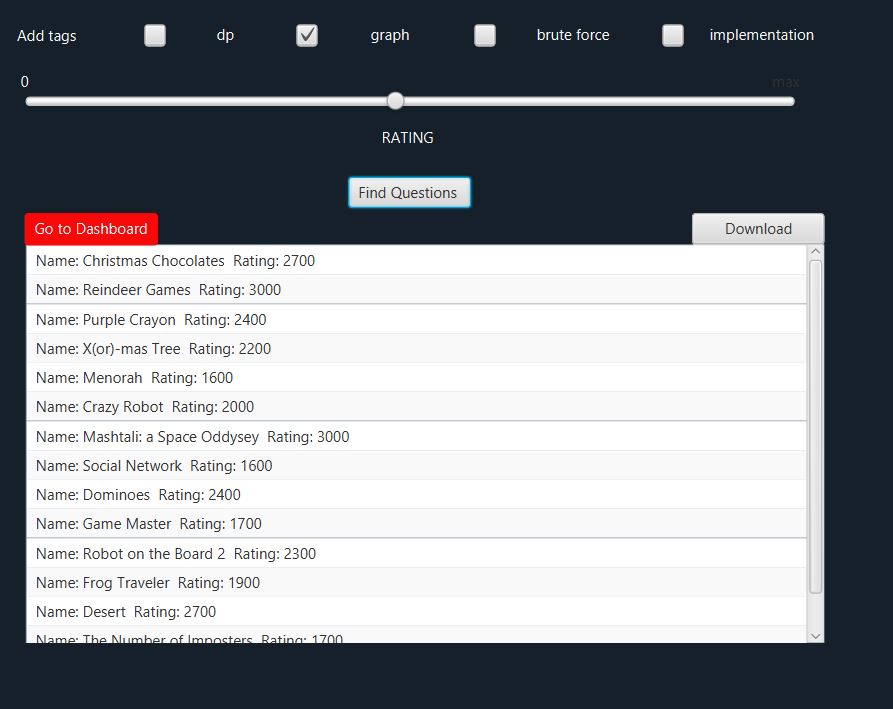 Add tags dp graph brute force implementation
0 max
RATING
Find Questions
Go to Dashboard Download
Name: Christmas Chocolates Rating: 2700
Name: Reindeer Games Rating: 3000
Name: Purple Crayon Rating: 2400
Name: X(or)-mas Tree Rating: 2200
Name: Menorah Rating: 1600
Name: Crazy Robot Rating: 2000
Name: Mashtali: a Space Oddysey Rating: 3000
Name: Social Network Rating: 1600
Name: Dominoes Rating: 2400
Name: Game Master Rating: 1700
Name: Robot on the Board 2 Rating: 2300
Name: Frog Traveler Rating: 1900
Name: Desert Rating: 2700
Name: The Number of Imposters Rating: 1700